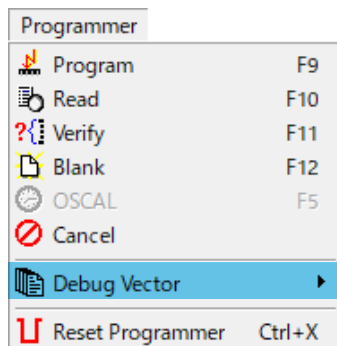 Programmer
Program F9
Read F10
Verify F11
Blank F12
OSCAL F5
Cancel
Debug Vector
Reset Programmer Ctrl+X